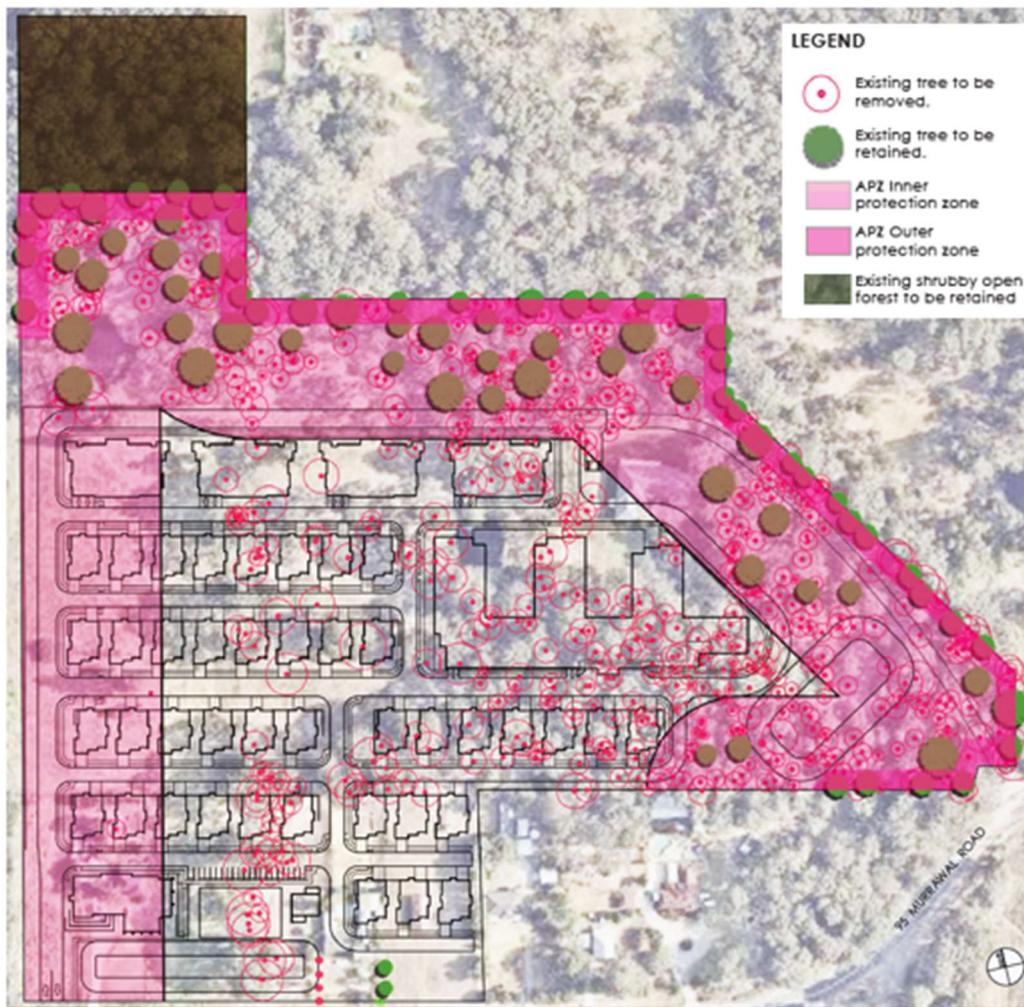 LEGEND
Existing tree to be
removed.
Existing tree to be
retained.
APZ Inner
protection zone
APZ Outer
protection zone
Existing shrubby open
forest to be retained
95 MURRAWAL ROAD